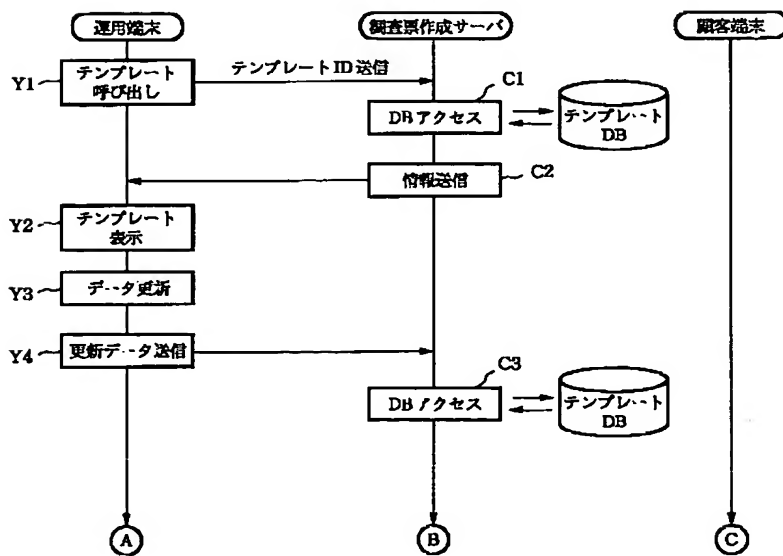 運用端末
調査票作成サーバ
顧客端末
Y1
テンプレート
呼び出し
テンプレートID送信
C1
DBアクセス
テンプレート
DB
情報送信
C2
Y2
テンプレート
表示
Y3
データ更新
Y4
更新データ送信
C3
DBアクセス
テンプレート
DB
A
B
C